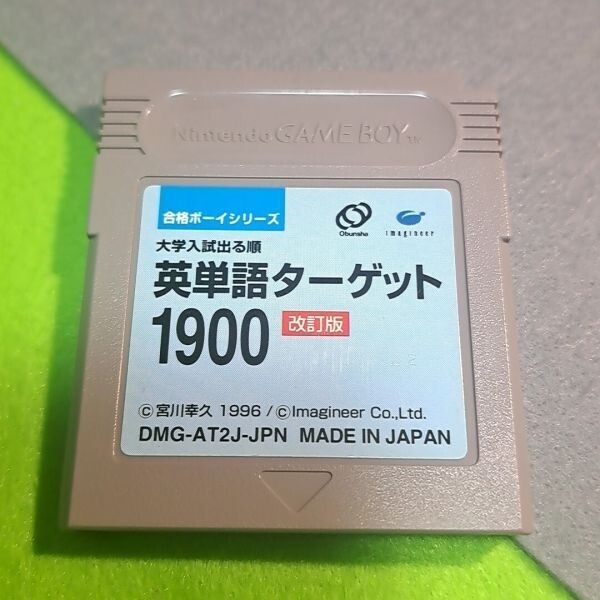 Nintendo GAME BOY TM
合格ボーイシリーズ
Obunsha
imagineer
大学入試出る順
英単語ターゲット
1900 改訂版
©宮川幸久 1996 / ©Imagineer Co.,Ltd.
DMG-AT2J-JPN MADE IN JAPAN